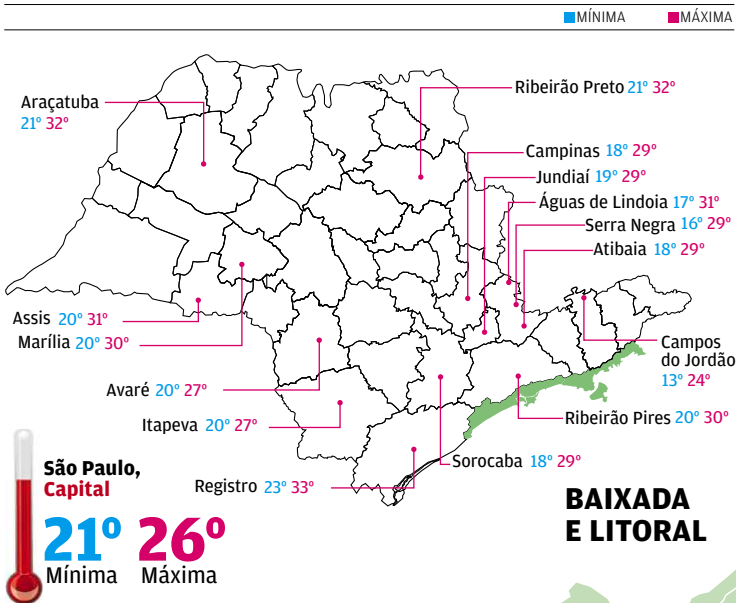 MÍNIMA MÁXIMA
Araçatuba
21º 32º
Ribeirão Preto 21º 32º
Campinas 18º 29º
Jundiaí 19º 29º
Águas de Lindoia 17º 31º
Serra Negra 16º 29º
Atibaia 18º 29º
Assis 20º 31º
Marília 20º 30º
Campos
do Jordão
13º 24º
Avaré 20º 27º
Itapeva 20º 27º
Ribeirão Pires 20º 30º
Sorocaba 18º 29º
Registro 23º 33º
São Paulo,
Capital
21º 26º
Mínima Máxima
BAIXADA
E LITORAL